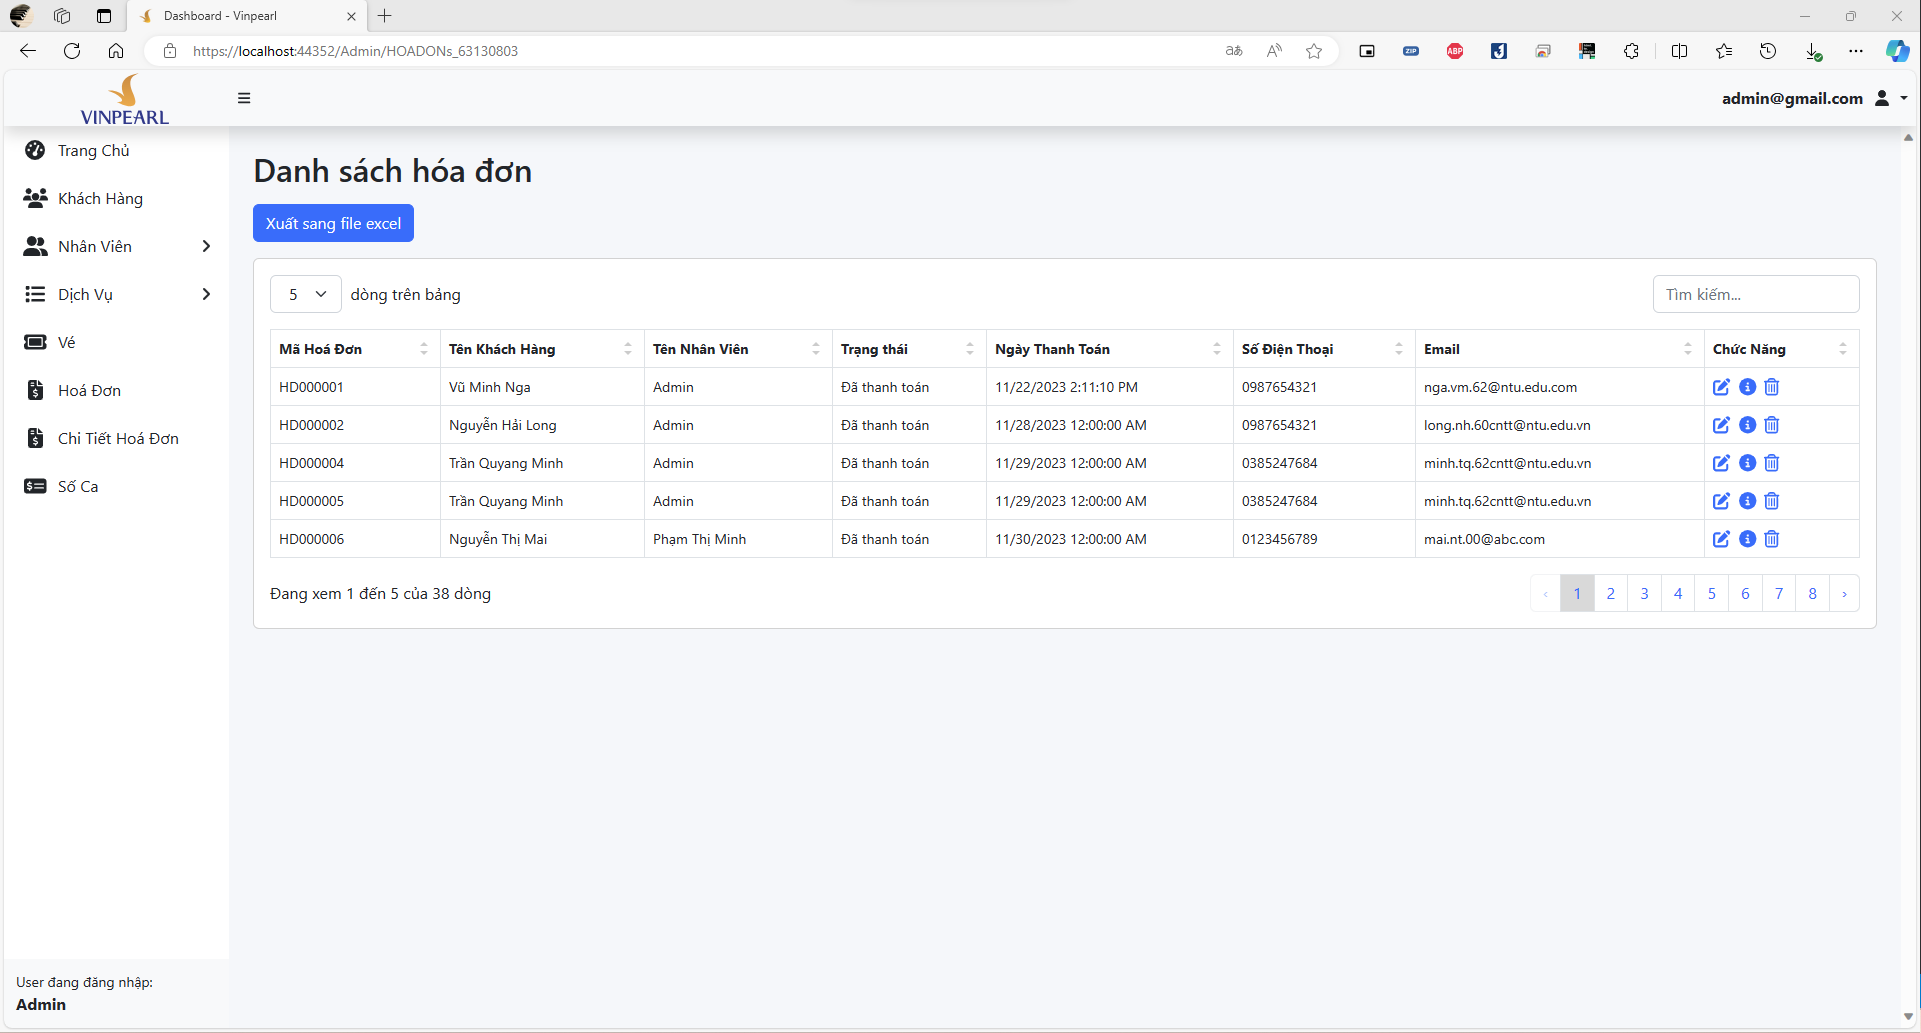 Dashboard - Vinpearl
https://localhost:44352/Admin/HOADONs_63130803
aあ
A
ZIP
ABP
VINPEARL
admin@gmail.com
Trang Chủ
Khách Hàng
Nhân Viên
Dịch Vụ
Vé
Hoá Đơn
Chi Tiết Hoá Đơn
Số Ca
Danh sách hóa đơn
Xuất sang file excel
5 dòng trên bảng
Tìm kiếm...
Mã Hoá Đơn Tên Khách Hàng Tên Nhân Viên Trạng thái Ngày Thanh Toán Số Điện Thoại Email Chức Năng
HD000001 Vũ Minh Nga Admin Đã thanh toán 11/22/2023 2:11:10 PM 0987654321 nga.vm.62@ntu.edu.com
HD000002 Nguyễn Hải Long Admin Đã thanh toán 11/28/2023 12:00:00 AM 0987654321 long.nh.60cntt@ntu.edu.vn
HD000004 Trần Quyang Minh Admin Đã thanh toán 11/29/2023 12:00:00 AM 0385247684 minh.tq.62cntt@ntu.edu.vn
HD000005 Trần Quyang Minh Admin Đã thanh toán 11/29/2023 12:00:00 AM 0385247684 minh.tq.62cntt@ntu.edu.vn
HD000006 Nguyễn Thị Mai Phạm Thị Minh Đã thanh toán 11/30/2023 12:00:00 AM 0123456789 mai.nt.00@abc.com
Đang xem 1 đến 5 của 38 dòng
‹ 1 2 3 4 5 6 7 8 ›
User đang đăng nhập:
Admin